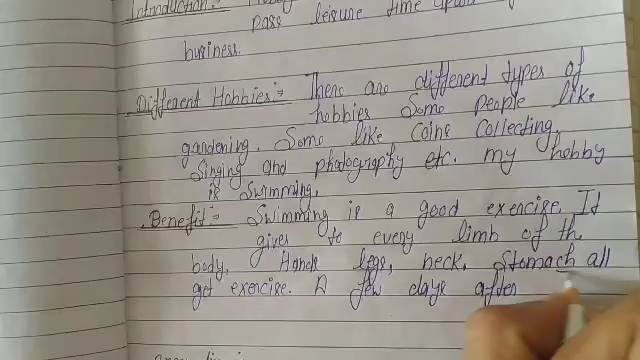 Introduction:-
pass leisure time
business.
Different Hobbies:- There are different types of
hobbies Some people like
gardening. Some like Coine Collecting,
Singing and photography etc. my hobby
is Swimming.
Benefit:- Swimming is a good exercise. It
gives to every limb of the
body, Hands legs, neck. Stomach all
get exercise. A few days after